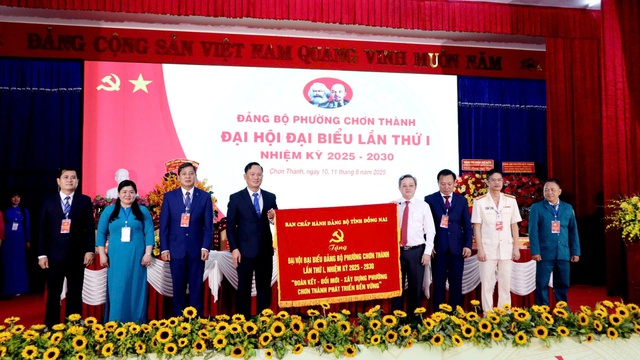 ĐẢNG CỘNG SẢN VIỆT NAM QUANG VINH MUÔN NĂM
ĐẢNG BỘ PHƯỜNG CHƠN THÀNH
ĐẠI HỘI ĐẠI BIỂU LẦN THỨ I
NHIỆM KỲ 2025 - 2030
Chơn Thành, ngày 10, 11 tháng 8 năm 2025
BAN CHẤP HÀNH ĐẢNG BỘ TỈNH ĐỒNG NAI
Tặng
ĐẠI HỘI ĐẠI BIỂU ĐẢNG BỘ PHƯỜNG CHƠN THÀNH
LẦN THỨ I, NHIỆM KỲ 2025 - 2030
"ĐOÀN KẾT - ĐỔI MỚI - XÂY DỰNG PHƯỜNG
CHƠN THÀNH PHÁT TRIỂN BỀN VỮNG"